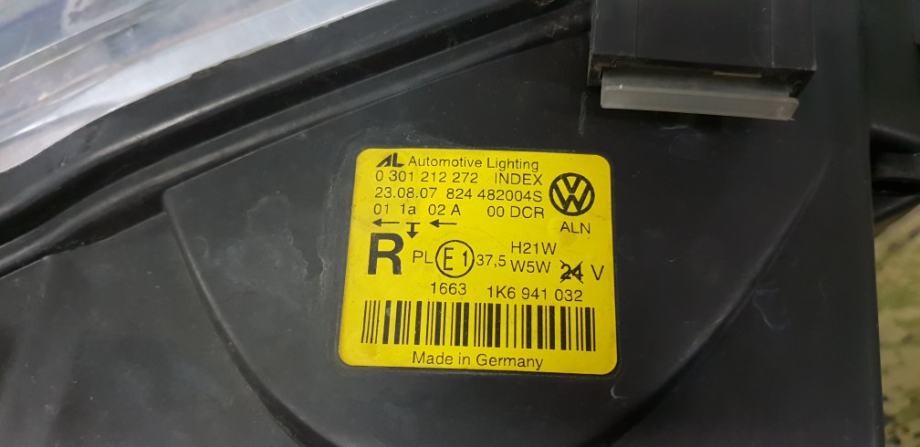 AL Automotive Lighting
0 301 212 272 INDEX
23.08.07 824 482004S
01 1a 02 A 00 DCR
VW
ALN
R PL E1 37,5 H21W W5W 24 V
1663 1K6 941 032
Made in Germany